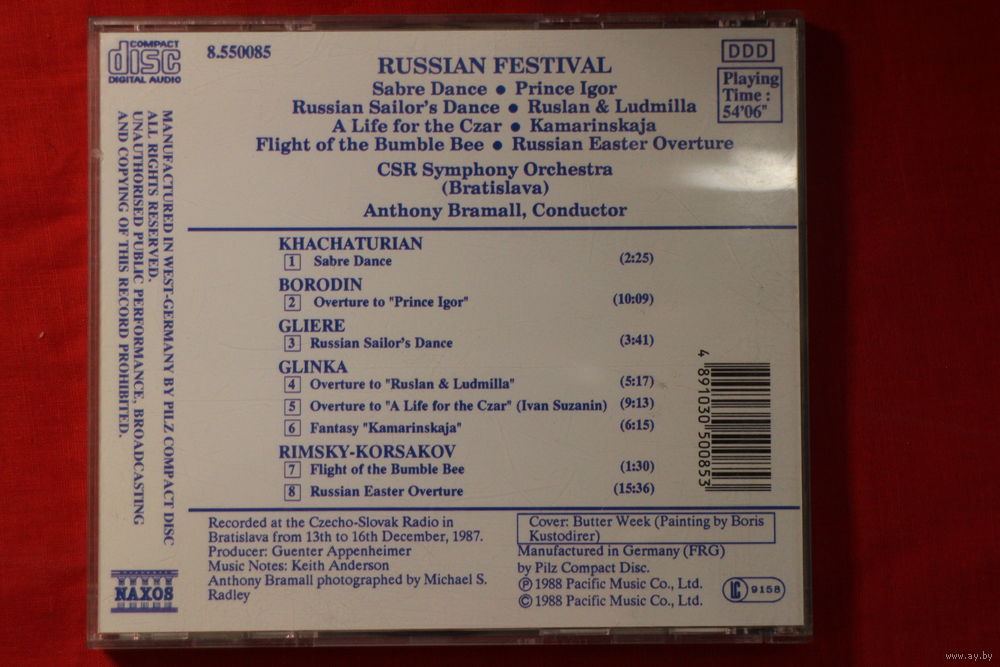 COMPACT
disc
DIGITAL AUDIO
8.550085
DDD
Playing
Time :
54'06"
RUSSIAN FESTIVAL
Sabre Dance ● Prince Igor
Russian Sailor's Dance ● Ruslan & Ludmilla
A Life for the Czar ● Kamarinskaja
Flight of the Bumble Bee ● Russian Easter Overture
CSR Symphony Orchestra
(Bratislava)
Anthony Bramall, Conductor
MANUFACTURED IN WEST-GERMANY BY PILZ COMPACT DISC
ALL RIGHTS RESERVED.
UNAUTHORISED PUBLIC PERFORMANCE, BROADCASTING
AND COPYING OF THIS RECORD PROHIBITED.
KHACHATURIAN
1 Sabre Dance (2:25)
BORODIN
2 Overture to "Prince Igor" (10:09)
GLIERE
3 Russian Sailor's Dance (3:41)
GLINKA
4 Overture to "Ruslan & Ludmilla" (5:17)
5 Overture to "A Life for the Czar" (Ivan Suzanin) (9:13)
6 Fantasy "Kamarinskaja" (6:15)
RIMSKY-KORSAKOV
7 Flight of the Bumble Bee (1:30)
8 Russian Easter Overture (15:36)
4 891030 500853
Recorded at the Czecho-Slovak Radio in
Bratislava from 13th to 16th December, 1987.
Producer: Guenter Appenheimer
Music Notes: Keith Anderson
Anthony Bramall photographed by Michael S.
Radley
Cover: Butter Week (Painting by Boris
Kustodirer)
Manufactured in Germany (FRG)
by Pilz Compact Disc.
Ⓟ 1988 Pacific Music Co., Ltd.
© 1988 Pacific Music Co., Ltd.
LC 9158
NAXOS
www.ay.by